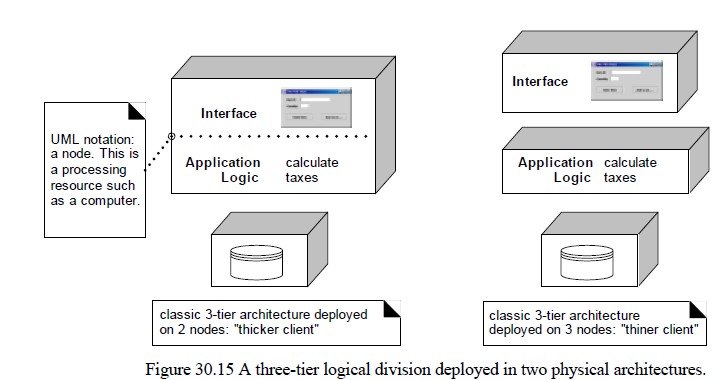 UML notation:
a node. This is
a processing
resource such
as a computer.
Interface
Application
Logic
calculate
taxes
classic 3-tier architecture deployed
on 2 nodes: "thicker client"
Interface
Application
Logic
calculate
taxes
classic 3-tier architecture
deployed on 3 nodes: "thiner client"
Figure 30.15 A three-tier logical division deployed in two physical architectures.